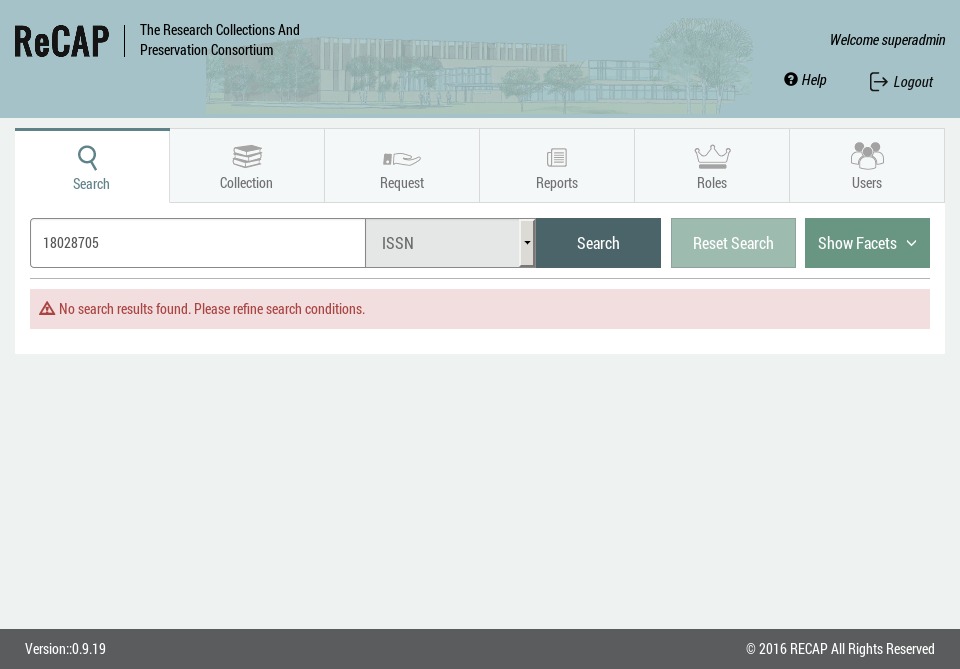 ReCAP
The Research Collections And
Preservation Consortium
Welcome superadmin
Help
Logout
Search
Collection
Request
Reports
Roles
Users
18028705
ISSN
Search
Reset Search
Show Facets
No search results found. Please refine search conditions.
Version::0.9.19
© 2016 RECAP All Rights Reserved